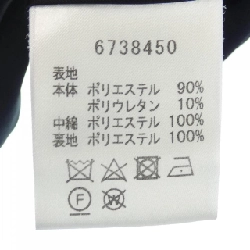 6738450
表地
本体 ポリエステル 90%
ポリウレタン 10%
中綿 ポリエステル 100%
裏地 ポリエステル 100%
F W